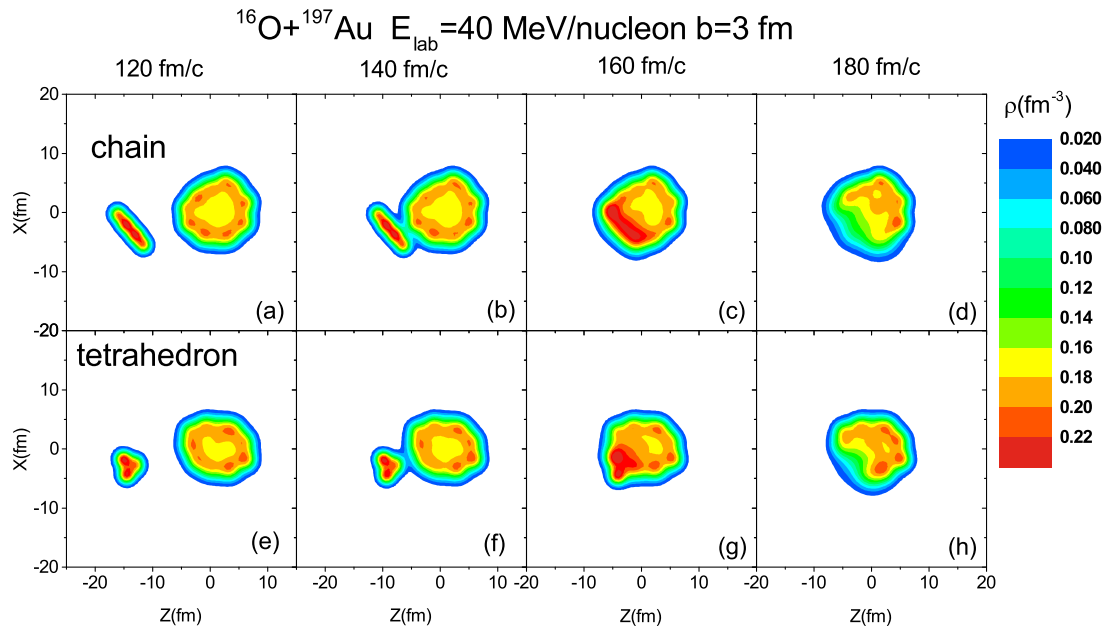 ¹⁶O+¹⁹⁷Au E_lab=40 MeV/nucleon b=3 fm
120 fm/c 140 fm/c 160 fm/c 180 fm/c
ρ(fm⁻³)
20
10
0
-10
-20
X(fm)
chain
(a)
(b)
(c)
(d)
0.020
0.040
0.060
0.080
0.10
0.12
0.14
0.16
0.18
0.20
0.22
20
10
0
-10
-20
X(fm)
tetrahedron
(e)
(f)
(g)
(h)
-20 -10 0 10 -20 -10 0 10 -20 -10 0 10 -20 -10 0 10 20
Z(fm) Z(fm) Z(fm) Z(fm)